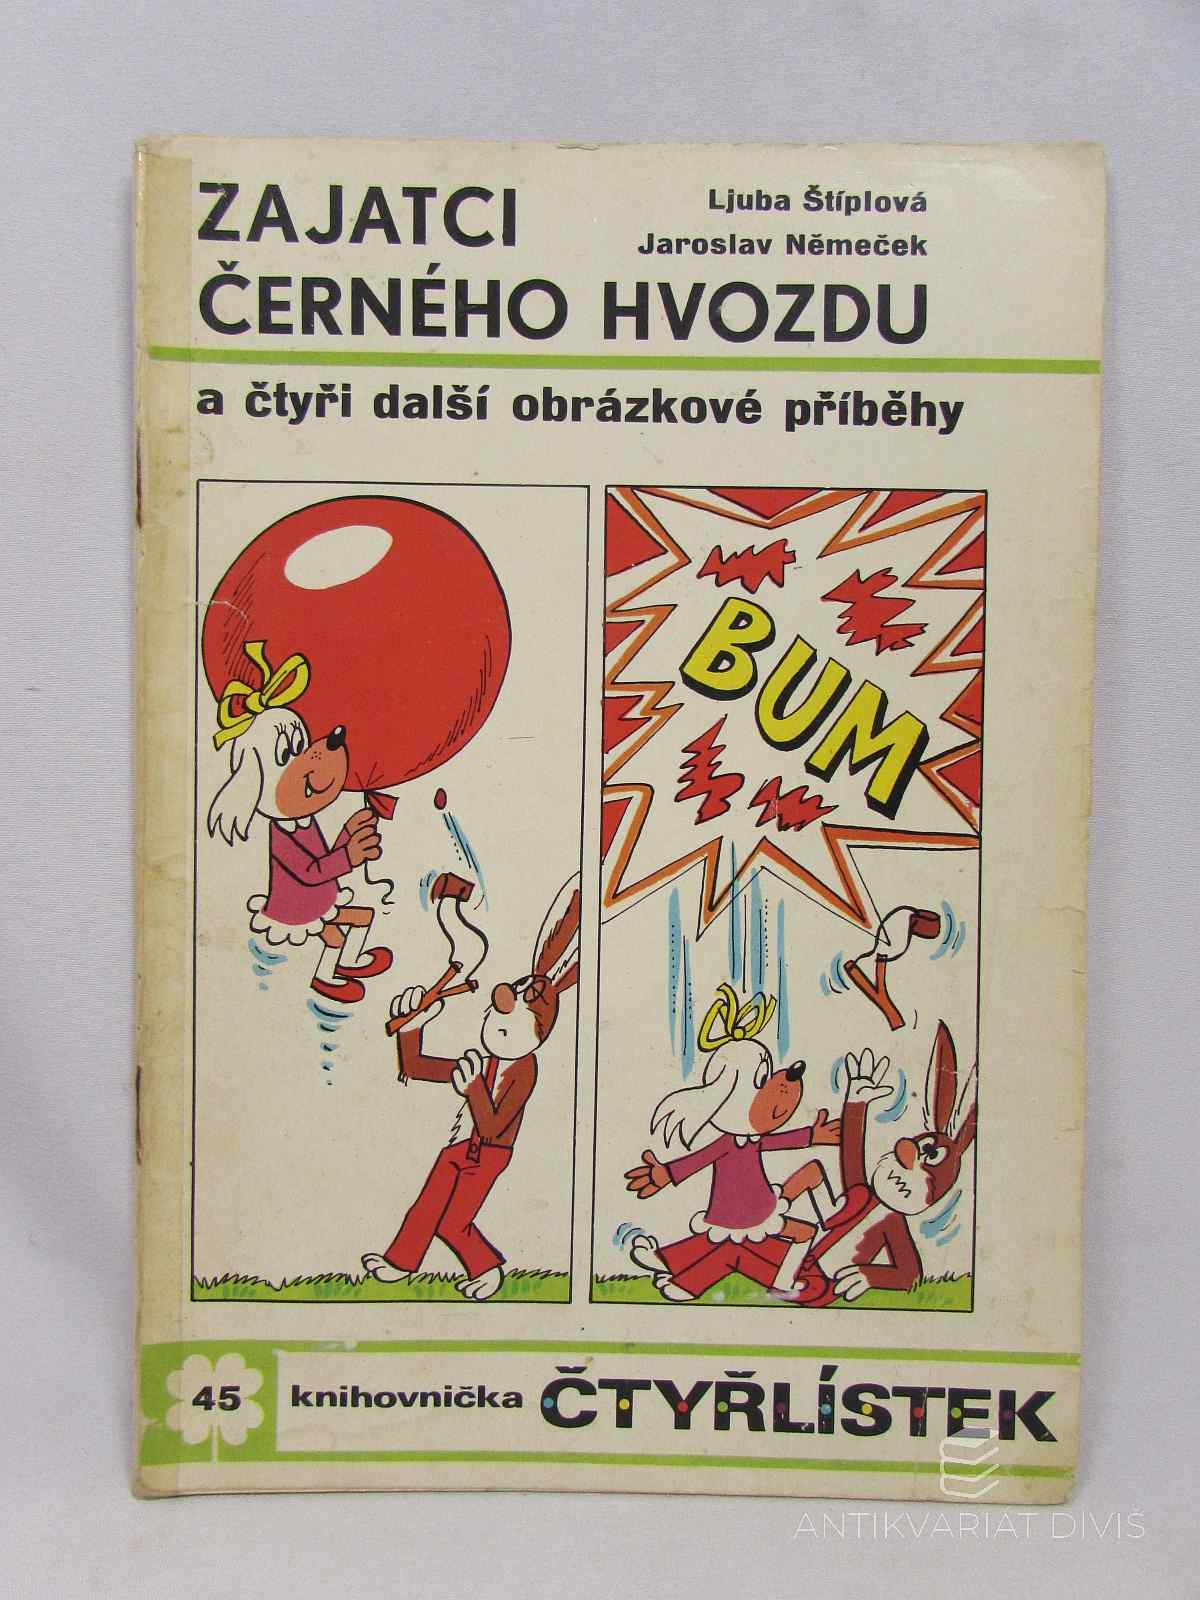 ZAJATCI
ČERNÉHO HVOZDU
Ljuba Štíplová
Jaroslav Němeček
a čtyři další obrázkové příběhy
BUM
45 knihovnička ČTYŘLÍSTEK
ANTIKVARIÁT DIVIŠ